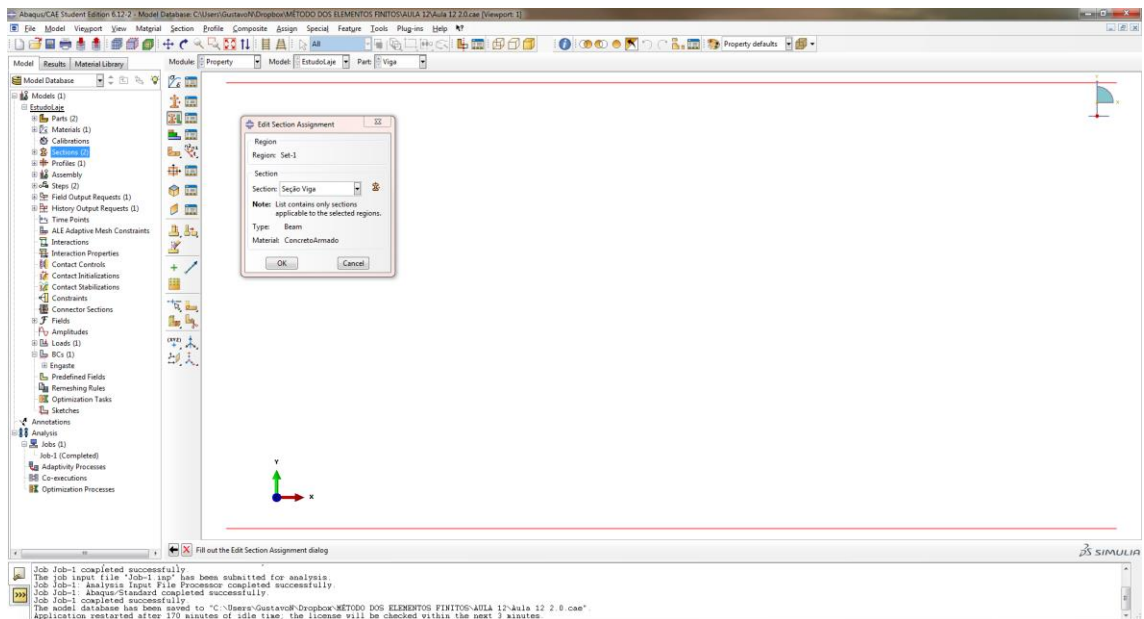 Abaqus/CAE Student Edition 6.12-2 - Model Database: C:\Users\GustavoN\Dropbox\MÉTODO DOS ELEMENTOS FINITOS\AULA 12\Aula 12 2.0.cae [Viewport: 1]
File Model Viewport View Material Section Profile Composite Assign Special Feature Tools Plug-ins Help
All
Property defaults
Model Results Material Library Module: Property Model: EstudoLaje Part: Viga
Model Database
Models (1)
EstudoLaje
Parts (2)
Materials (1)
Calibrations
Sections (2)
Profiles (1)
Assembly
Steps (2)
Field Output Requests (1)
History Output Requests (1)
Time Points
ALE Adaptive Mesh Constraints
Interactions
Interaction Properties
Contact Controls
Contact Initializations
Contact Stabilizations
Constraints
Connector Sections
Fields
Amplitudes
Loads (1)
BCs (1)
Engaste
Predefined Fields
Remeshing Rules
Optimization Tasks
Sketches
Annotations
Analysis
Jobs (1)
Job-1 (Completed)
Adaptivity Processes
Co-executions
Optimization Processes
Edit Section Assignment
Region
Region: Set-1
Section
Section: Seção Viga
Note: List contains only sections
applicable to the selected regions.
Type: Beam
Material: ConcretoArmado
OK Cancel
Y
X
Fill out the Edit Section Assignment dialog
SIMULIA
Job Job-1 completed successfully.
The job input file "Job-1.inp" has been submitted for analysis.
Job Job-1: Analysis Input File Processor completed successfully.
Job Job-1: Abaqus/Standard completed successfully.
Job Job-1 completed successfully.
The model database has been saved to "C:\Users\GustavoN\Dropbox\MÉTODO DOS ELEMENTOS FINITOS\AULA 12\Aula 12 2.0.cae".
Application restarted after 170 minutes of idle time; the license will be checked within the next 3 minutes.